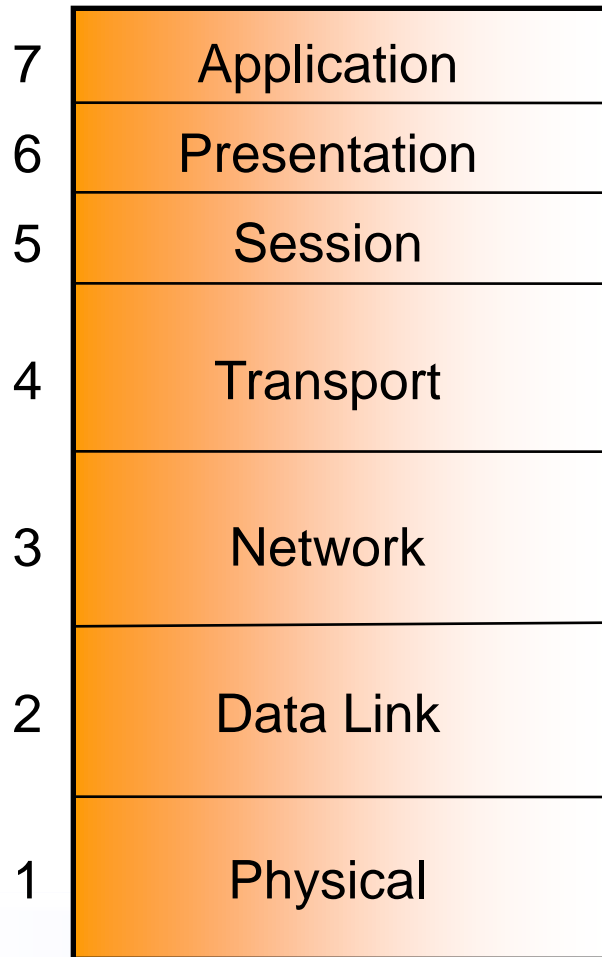 7 Application
6 Presentation
5 Session
4 Transport
3 Network
2 Data Link
1 Physical